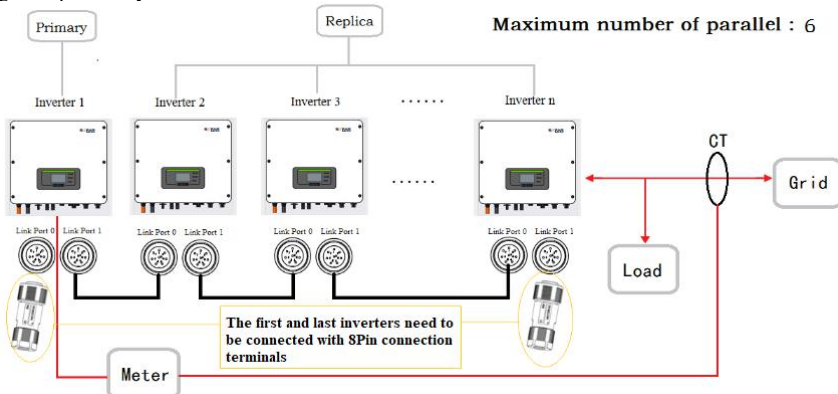 Primary
Replica
Maximum number of parallel : 6
Inverter 1
Inverter 2
Inverter 3
......
Inverter n
CT
Grid
......
Load
Link Port 0
Link Port 1
Link Port 0
Link Port 1
Link Port 0
Link Port 1
Link Port 0
Link Port 1
The first and last inverters need to
be connected with 8Pin connection
terminals
Meter